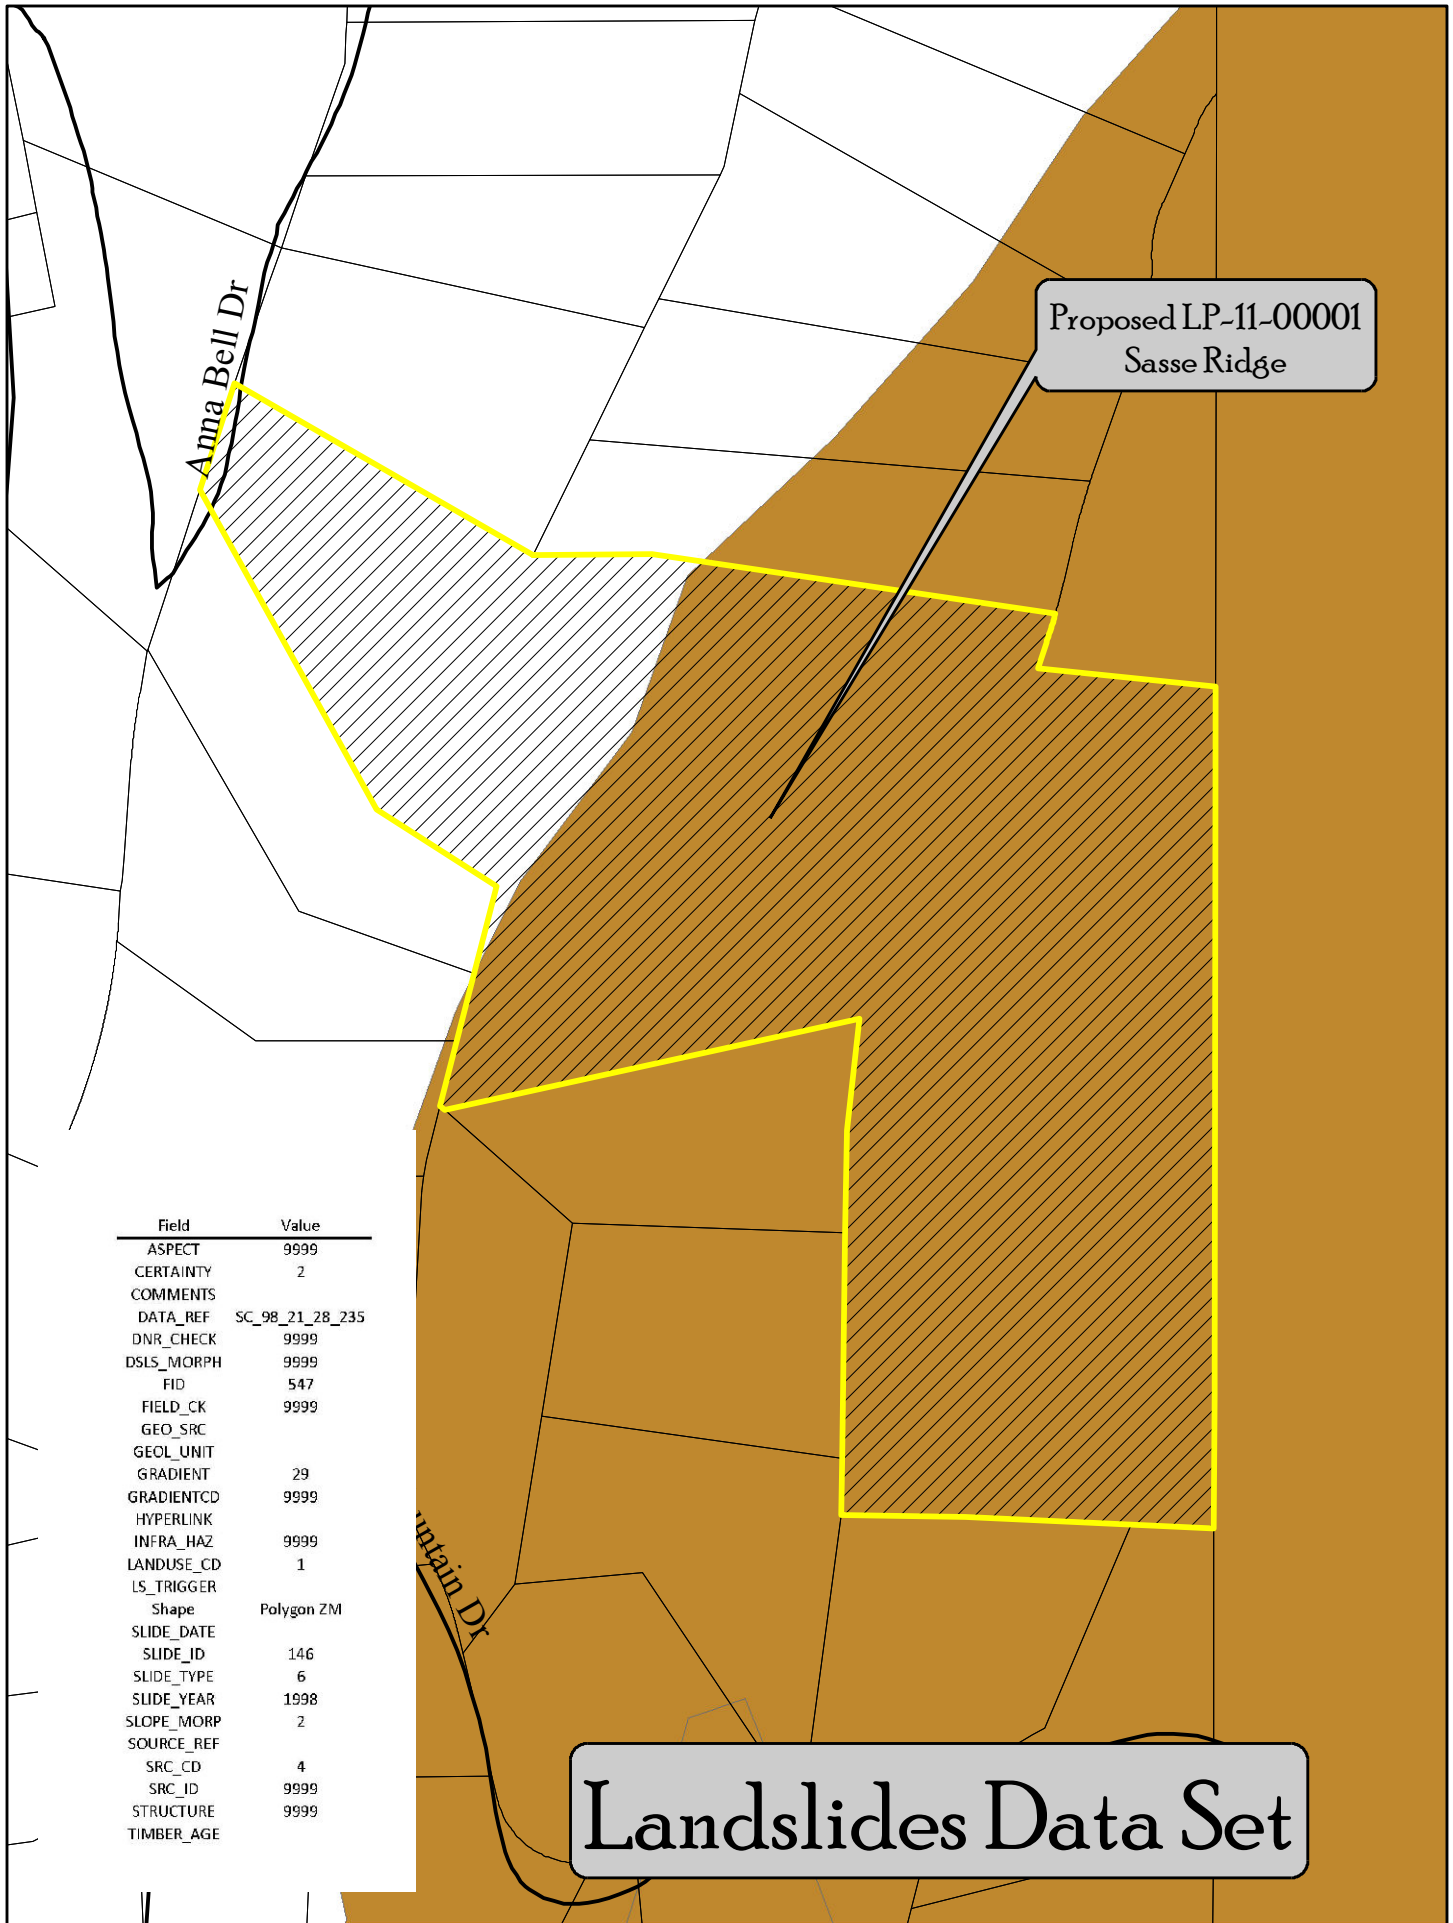 Anna Bell Dr
Proposed LP-11-00001
Sasse Ridge
Field Value
ASPECT 9999
CERTAINTY 2
COMMENTS
DATA_REF SC_98_21_28_235
DNR_CHECK 9999
DSLS_MORPH 9999
FID 547
FIELD_CK 9999
GEO_SRC
GEOL_UNIT
GRADIENT 29
GRADIENTCD 9999
HYPERLINK
INFRA_HAZ 9999
LANDUSE_CD 1
LS_TRIGGER
Shape Polygon ZM
SLIDE_DATE
SLIDE_ID 146
SLIDE_TYPE 6
SLIDE_YEAR 1998
SLOPE_MORP 2
SOURCE_REF
SRC_CD 4
SRC_ID 9999
STRUCTURE 9999
TIMBER_AGE
untain Dr
Landslides Data Set